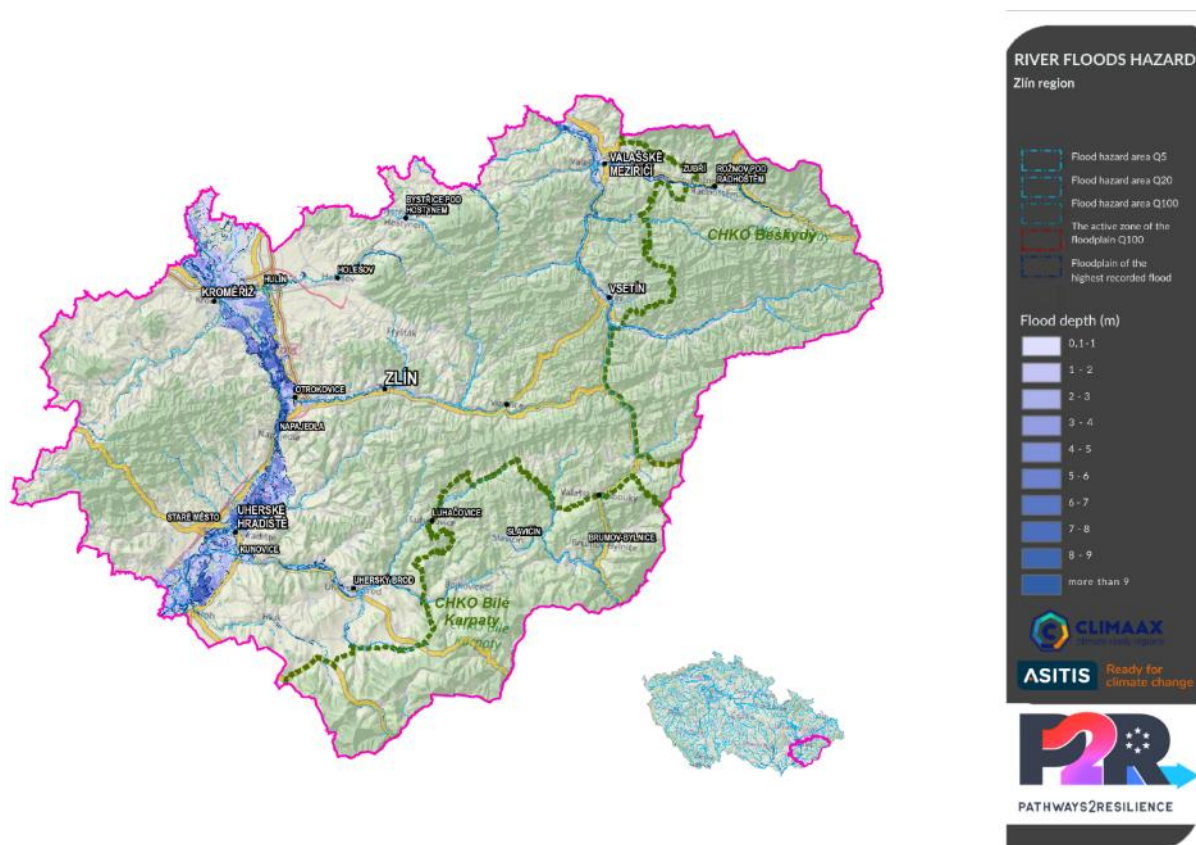 RIVER FLOODS HAZARD
Zlín region
Flood hazard area Q5
Flood hazard area Q20
Flood hazard area Q100
The active zone of the
floodplain Q100
Floodplain of the
highest recorded flood
Flood depth (m)
0,1-1
1 - 2
2 - 3
3 - 4
4 - 5
5 - 6
6 - 7
7 - 8
8 - 9
more than 9
CLIMAAX
ASITIS
Ready for
climate change
P2R
PATHWAYS2RESILIENCE
VALAŠSKÉ
MEZIŘÍČÍ
ZUBŘÍ
ROŽNOV POD
RADHOŠTĚM
BYSTŘICE POD
HOSTÝNEM
CHKO Beskydy
HOLEŠOV
HULÍN
KROMĚŘÍŽ
VSETÍN
Fryšták
ZLÍN
OTROKOVICE
NAPAJEDLA
STARÉ MĚSTO
UHERSKÉ
HRADIŠTĚ
KUNOVICE
LUHAČOVICE
SLAVIČÍN
BRUMOV-BYLNICE
UHERSKÝ BROD
CHKO Bílé
Karpaty